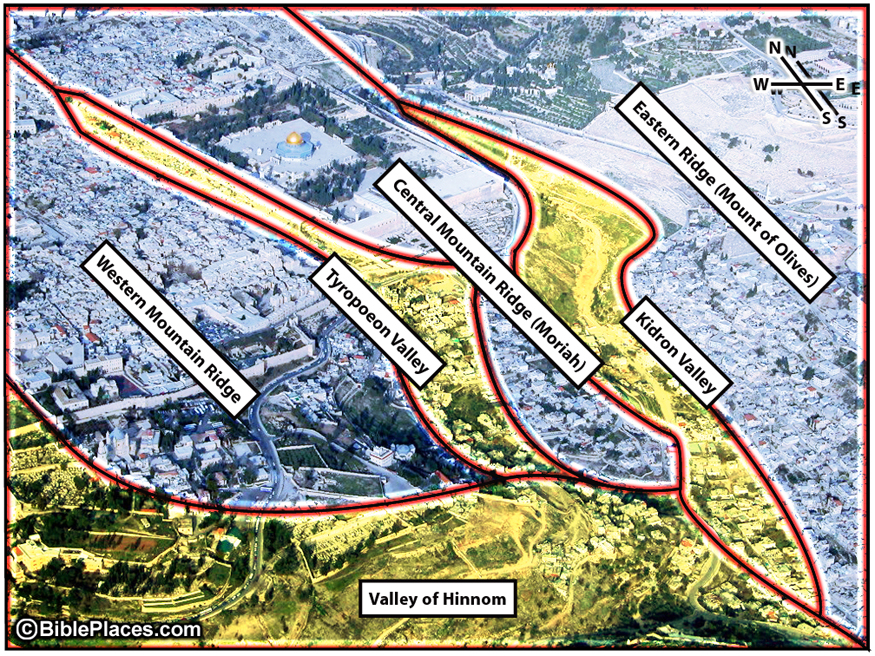 N N
W E E
S S
Eastern Ridge (Mount of Olives)
Central Mountain Ridge (Moriah)
Western Mountain Ridge
Tyropoeon Valley
Kidron Valley
Valley of Hinnom
©BiblePlaces.com